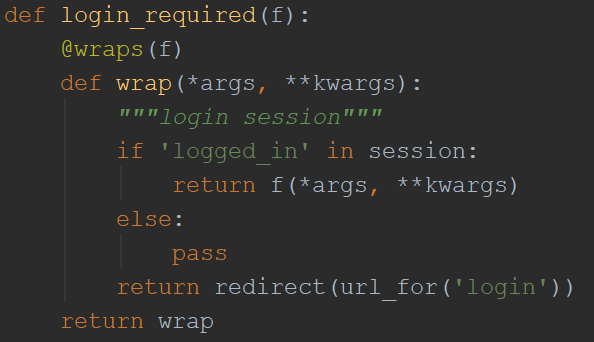 def login_required(f):
    @wraps(f)
    def wrap(*args, **kwargs):
        """login session"""
        if 'logged_in' in session:
            return f(*args, **kwargs)
        else:
            pass
        return redirect(url_for('login'))
    return wrap